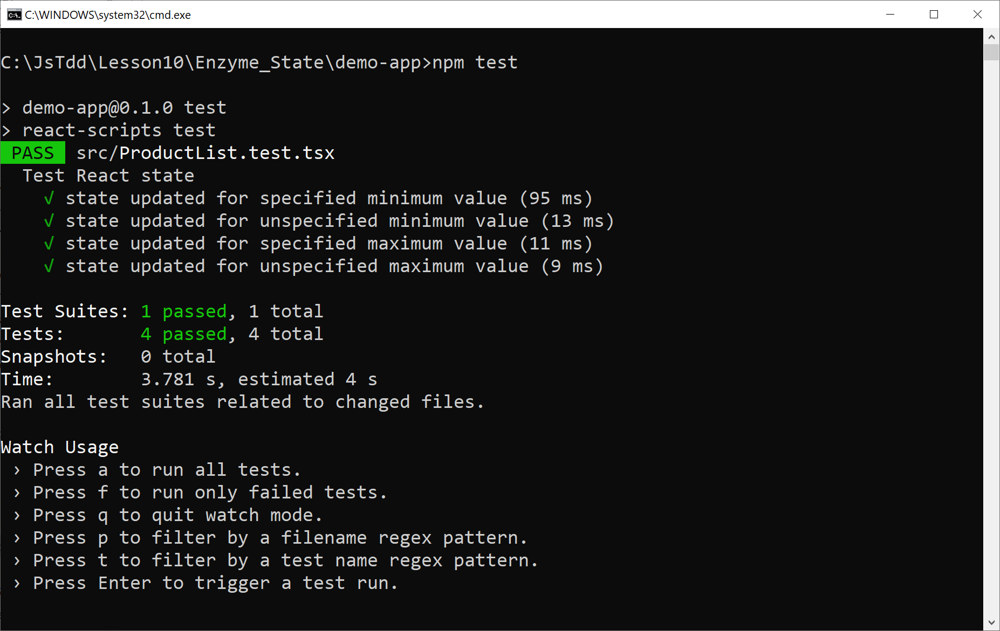 C:\WINDOWS\system32\cmd.exe
C:\JsTdd\Lesson10\Enzyme_State\demo-app>npm test
> demo-app@0.1.0 test
> react-scripts test
PASS src/ProductList.test.tsx
Test React state
√ state updated for specified minimum value (95 ms)
√ state updated for unspecified minimum value (13 ms)
√ state updated for specified maximum value (11 ms)
√ state updated for unspecified maximum value (9 ms)
Test Suites: 1 passed, 1 total
Tests: 4 passed, 4 total
Snapshots: 0 total
Time: 3.781 s, estimated 4 s
Ran all test suites related to changed files.
Watch Usage
› Press a to run all tests.
› Press f to run only failed tests.
› Press q to quit watch mode.
› Press p to filter by a filename regex pattern.
› Press t to filter by a test name regex pattern.
› Press Enter to trigger a test run.